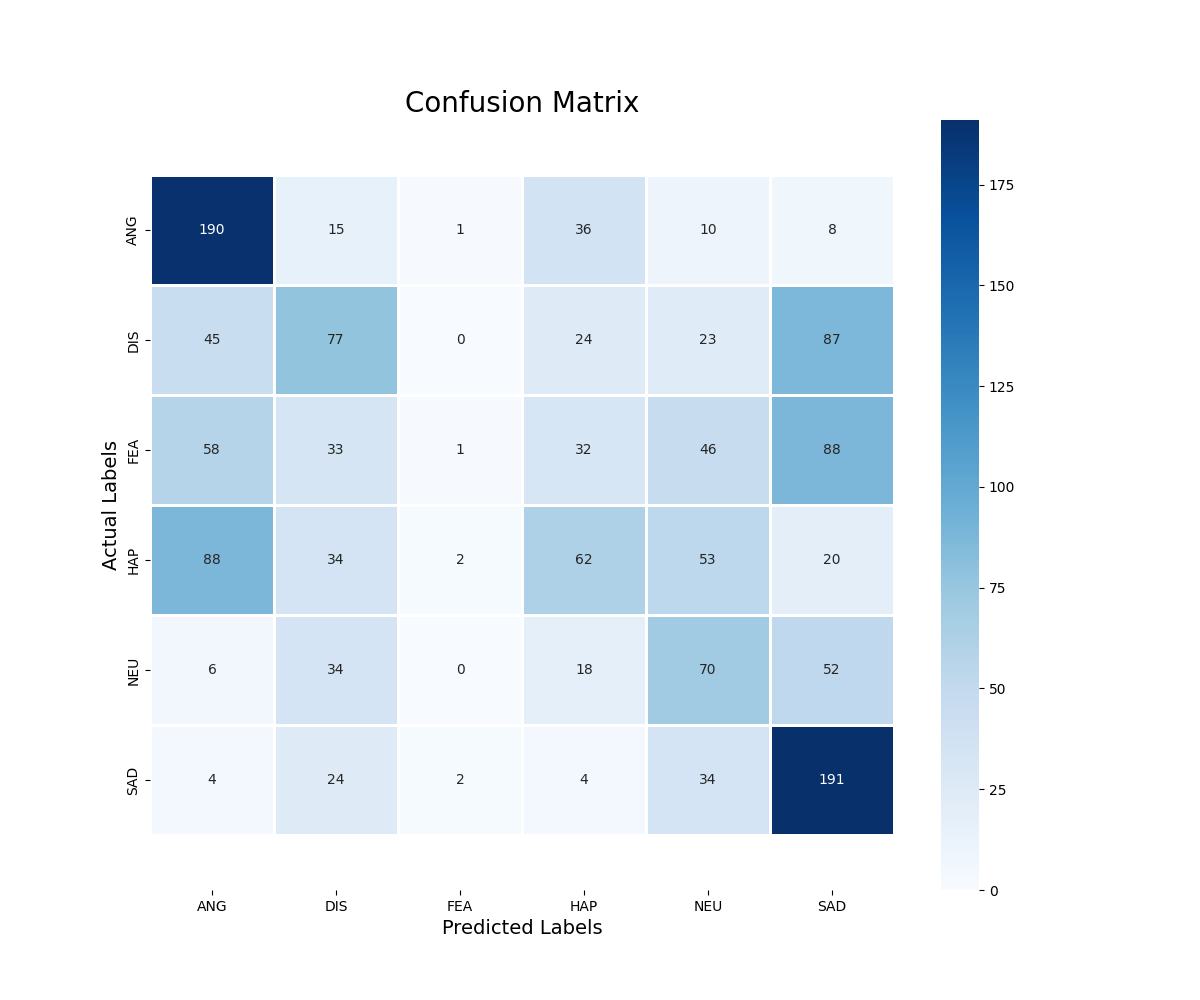 Confusion Matrix
ANG 190 15 1 36 10 8
DIS 45 77 0 24 23 87
FEA 58 33 1 32 46 88
HAP 88 34 2 62 53 20
NEU 6 34 0 18 70 52
SAD 4 24 2 4 34 191
Actual Labels
ANG DIS FEA HAP NEU SAD
Predicted Labels
175
150
125
100
75
50
25
0